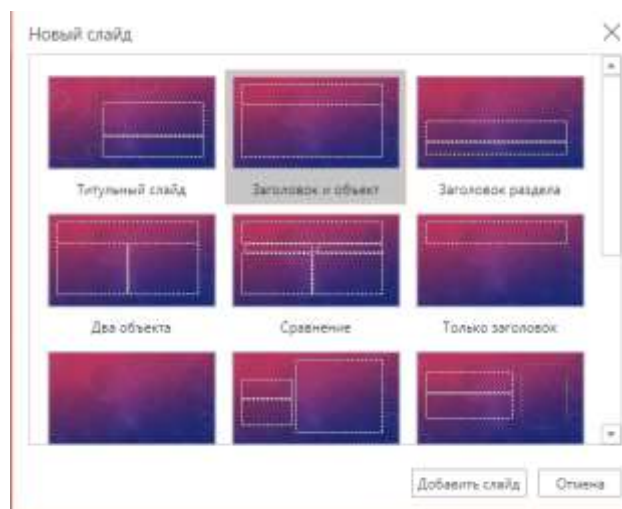 Новый слайд
Титульный слайд
Заголовок и объект
Заголовок раздела
Два объекта
Сравнение
Только заголовок
Добавить слайд
Отмена